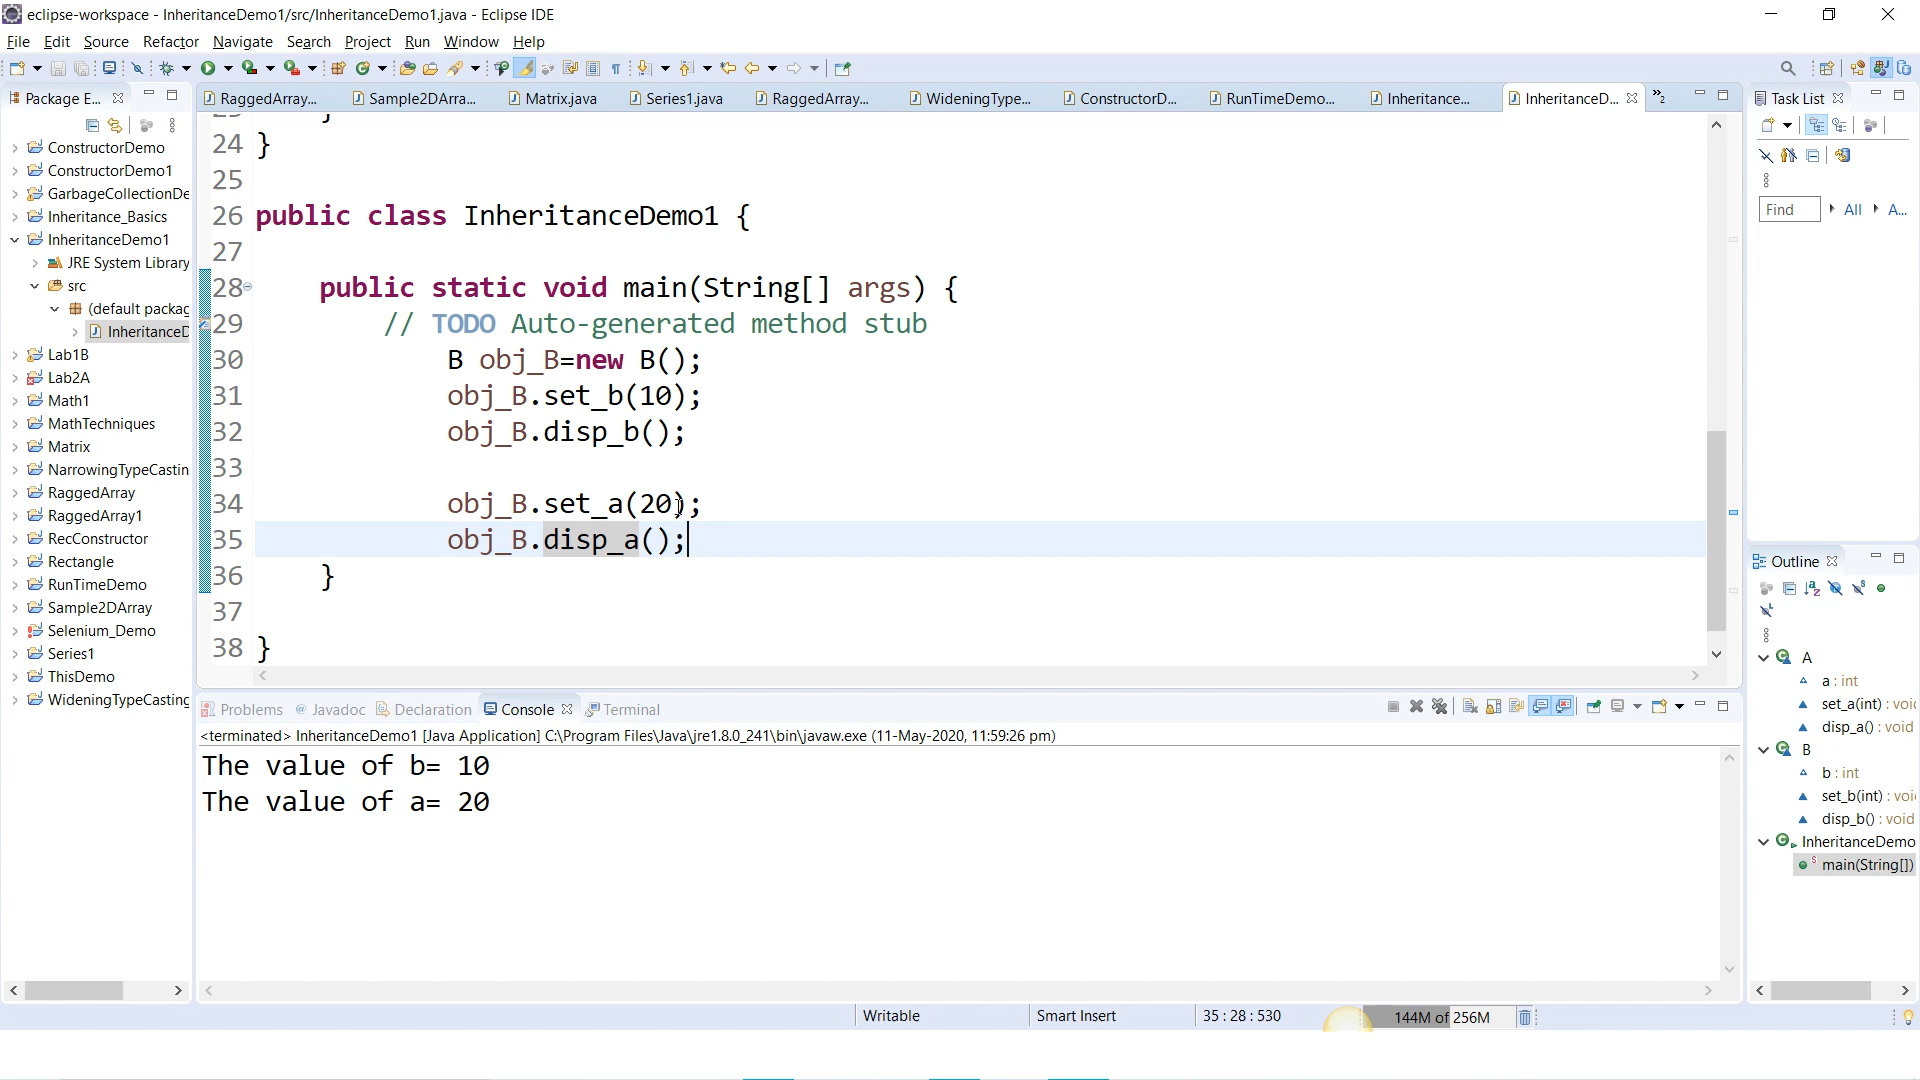 eclipse-workspace - InheritanceDemo1/src/InheritanceDemo1.java - Eclipse IDE
File Edit Source Refactor Navigate Search Project Run Window Help
Package E...
RaggedArray... Sample2DArra... Matrix.java Series1.java RaggedArray... WideningType... ConstructorD... RunTimeDemo... Inheritance... InheritanceD... »2
Task List
ConstructorDemo
ConstructorDemo1
GarbageCollectionDe
Inheritance_Basics
InheritanceDemo1
JRE System Library
src
(default packag
InheritanceD
Lab1B
Lab2A
Math1
MathTechniques
Matrix
NarrowingTypeCastin
RaggedArray
RaggedArray1
RecConstructor
Rectangle
RunTimeDemo
Sample2DArray
Selenium_Demo
Series1
ThisDemo
WideningTypeCasting
24 }
25
26 public class InheritanceDemo1 {
27
28 public static void main(String[] args) {
29 // TODO Auto-generated method stub
30 B obj_B=new B();
31 obj_B.set_b(10);
32 obj_B.disp_b();
33
34 obj_B.set_a(20);
35 obj_B.disp_a();
36 }
37
38 }
Find All A...
Outline
A
a : int
set_a(int) : voi
disp_a() : void
B
b : int
set_b(int) : voi
disp_b() : void
InheritanceDemo
main(String[])
Problems @ Javadoc Declaration Console Terminal
<terminated> InheritanceDemo1 [Java Application] C:\Program Files\Java\jre1.8.0_241\bin\javaw.exe (11-May-2020, 11:59:26 pm)
The value of b= 10
The value of a= 20
Writable Smart Insert 35 : 28 : 530 144M of 256M